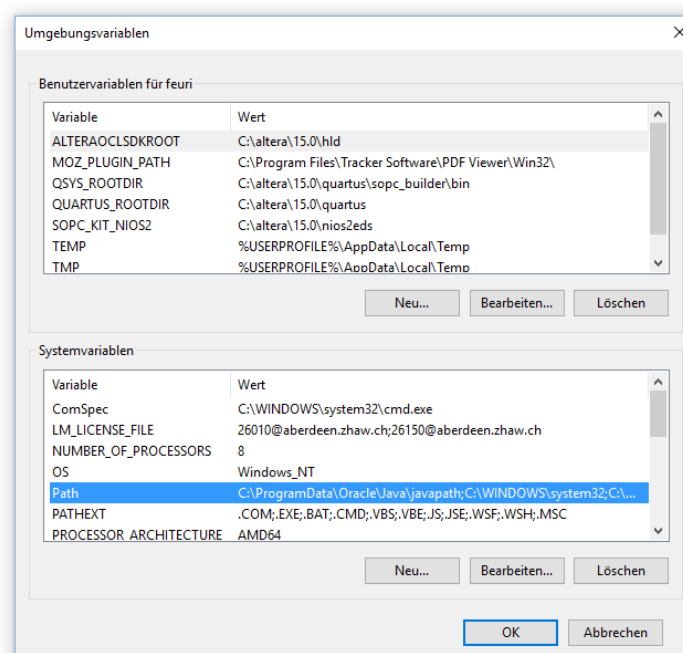 Umgebungsvariablen
Benutzervariablen für feuri
Variable Wert
ALTERAOCLSDKROOT C:\altera\15.0\hld
MOZ_PLUGIN_PATH C:\Program Files\Tracker Software\PDF Viewer\Win32\
QSYS_ROOTDIR C:\altera\15.0\quartus\sopc_builder\bin
QUARTUS_ROOTDIR C:\altera\15.0\quartus
SOPC_KIT_NIOS2 C:\altera\15.0\nios2eds
TEMP %USERPROFILE%\AppData\Local\Temp
TMP %USERPROFILE%\AppData\Local\Temp
Neu... Bearbeiten... Löschen
Systemvariablen
Variable Wert
ComSpec C:\WINDOWS\system32\cmd.exe
LM_LICENSE_FILE 26010@aberdeen.zhaw.ch;26150@aberdeen.zhaw.ch
NUMBER_OF_PROCESSORS 8
OS Windows_NT
Path C:\ProgramData\Oracle\Java\javapath;C:\WINDOWS\system32;C:\...
PATHEXT .COM;.EXE;.BAT;.CMD;.VBS;.VBE;.JS;.JSE;.WSF;.WSH;.MSC
PROCESSOR_ARCHITECTURE AMD64
Neu... Bearbeiten... Löschen
OK Abbrechen